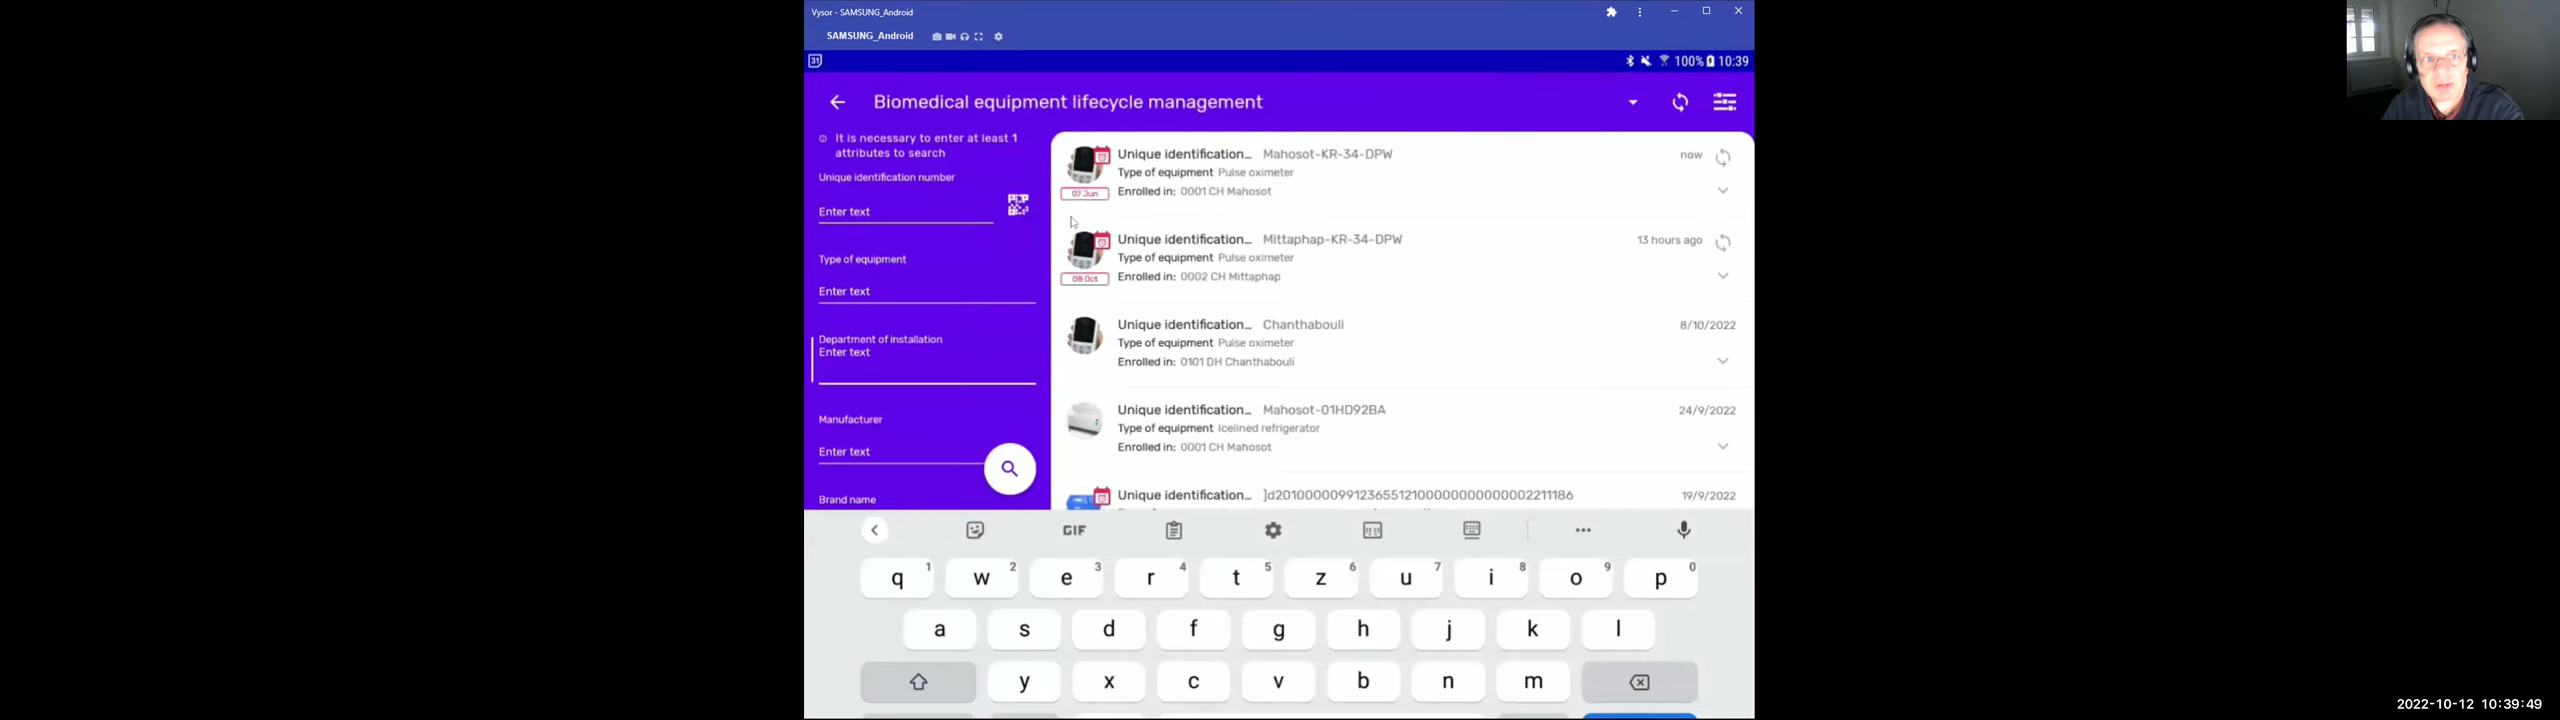 Vysor - SAMSUNG_Android
SAMSUNG_Android
31
100% 10:39
Biomedical equipment lifecycle management
It is necessary to enter at least 1
attributes to search
Unique identification number
Enter text
Type of equipment
Enter text
Department of installation
Enter text
Manufacturer
Enter text
Brand name
Unique identification... Mahosot-KR-34-DPW now
Type of equipment Pulse oximeter
07 Jun
Enrolled in: 0001 CH Mahosot
Unique identification... Mittaphap-KR-34-DPW 13 hours ago
Type of equipment Pulse oximeter
08 Oct
Enrolled in: 0002 CH Mittaphap
Unique identification... Chanthabouli 8/10/2022
Type of equipment Pulse oximeter
Enrolled in: 0101 DH Chanthabouli
Unique identification... Mahosot-01HD92BA 24/9/2022
Type of equipment Icelined refrigerator
Enrolled in: 0001 CH Mahosot
Unique identification... 19/9/2022
GIF
q 1 w 2 e 3 r 4 t 5 z 6 u 7 i 8 o 9 p 0
a s d f g h j k l
y x c v b n m
2022-10-12 10:39:49